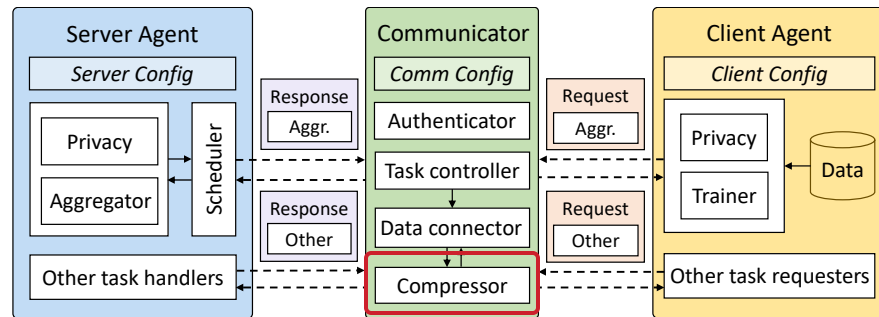 Server Agent
Server Config
Privacy
Aggregator
Scheduler
Other task handlers
Response
Aggr.
Response
Other
Communicator
Comm Config
Authenticator
Task controller
Data connector
Compressor
Request
Aggr.
Request
Other
Client Agent
Client Config
Privacy
Trainer
Data
Other task requesters